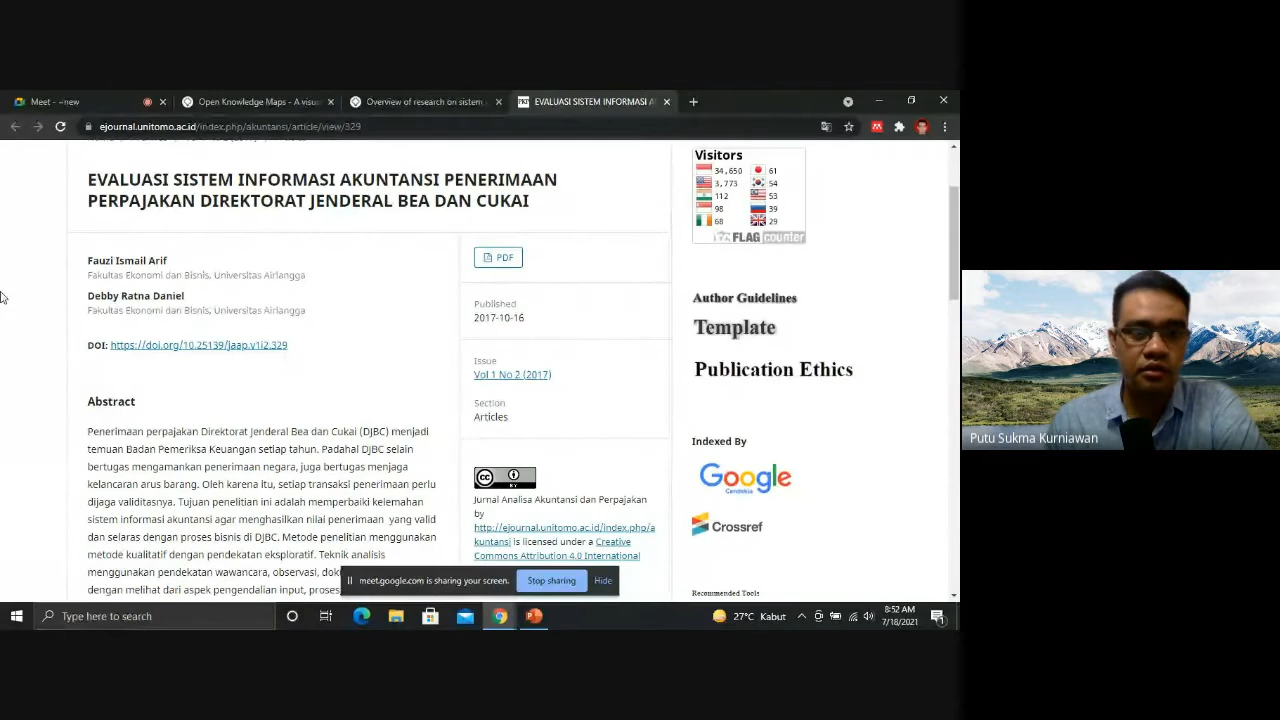 Meet - ~new
Open Knowledge Maps - A visu
Overview of research on sistem
EVALUASI SISTEM INFORMASI A
ejournal.unitomo.ac.id/index.php/akuntansi/article/view/329
EVALUASI SISTEM INFORMASI AKUNTANSI PENERIMAAN
PERPAJAKAN DIREKTORAT JENDERAL BEA DAN CUKAI
Fauzi Ismail Arif
Fakultas Ekonomi dan Bisnis, Universitas Airlangga
Debby Ratna Daniel
Fakultas Ekonomi dan Bisnis, Universitas Airlangga
DOI: https://doi.org/10.25139/jaap.v1i2.329
Abstract
Penerimaan perpajakan Direktorat Jenderal Bea dan Cukai (DJBC) menjadi
temuan Badan Pemeriksa Keuangan setiap tahun. Padahal DJBC selain
bertugas mengamankan penerimaan negara, juga bertugas menjaga
kelancaran arus barang. Oleh karena itu, setiap transaksi penerimaan perlu
dijaga validitasnya. Tujuan penelitian ini adalah memperbaiki kelemahan
sistem informasi akuntansi agar menghasilkan nilai penerimaan yang valid
dan selaras dengan proses bisnis di DJBC. Metode penelitian menggunakan
metode kualitatif dengan pendekatan eksploratif. Teknik analisis
menggunakan pendekatan wawancara, observasi, dok
dengan melihat dari aspek pengendalian input, proses
PDF
Published
2017-10-16
Issue
Vol 1 No 2 (2017)
Section
Articles
CC
BY
Jurnal Analisa Akuntansi dan Perpajakan
by
http://ejournal.unitomo.ac.id/index.php/a
kuntansi is licensed under a Creative
Commons Attribution 4.0 International
Visitors
34,650 61
3,773 54
112 53
98 39
68 29
FLAG counter
Author Guidelines
Template
Publication Ethics
Indexed By
Google
Cendekia
Crossref
Recommended Tools
meet.google.com is sharing your screen. Stop sharing Hide
Type here to search
27°C Kabut
8:52 AM
7/18/2021
1
Putu Sukma Kurniawan